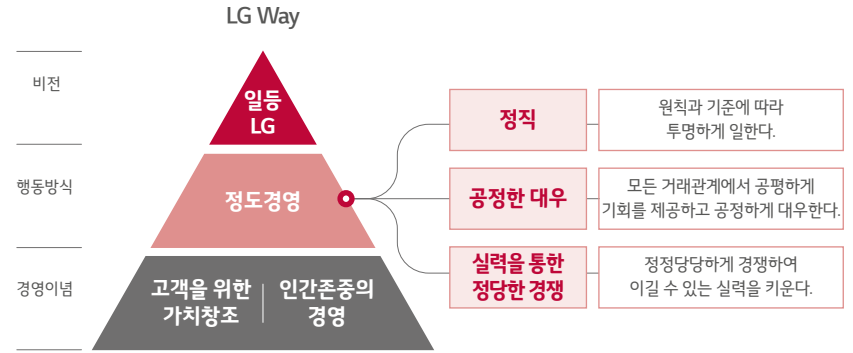 LG Way
비전
일등
LG
행동방식
정도경영
경영이념
고객을 위한
가치창조
인간존중의
경영
정직
원칙과 기준에 따라
투명하게 일한다.
공정한 대우
모든 거래관계에서 공평하게
기회를 제공하고 공정하게 대우한다.
실력을 통한
정당한 경쟁
정정당당하게 경쟁하여
이길 수 있는 실력을 키운다.